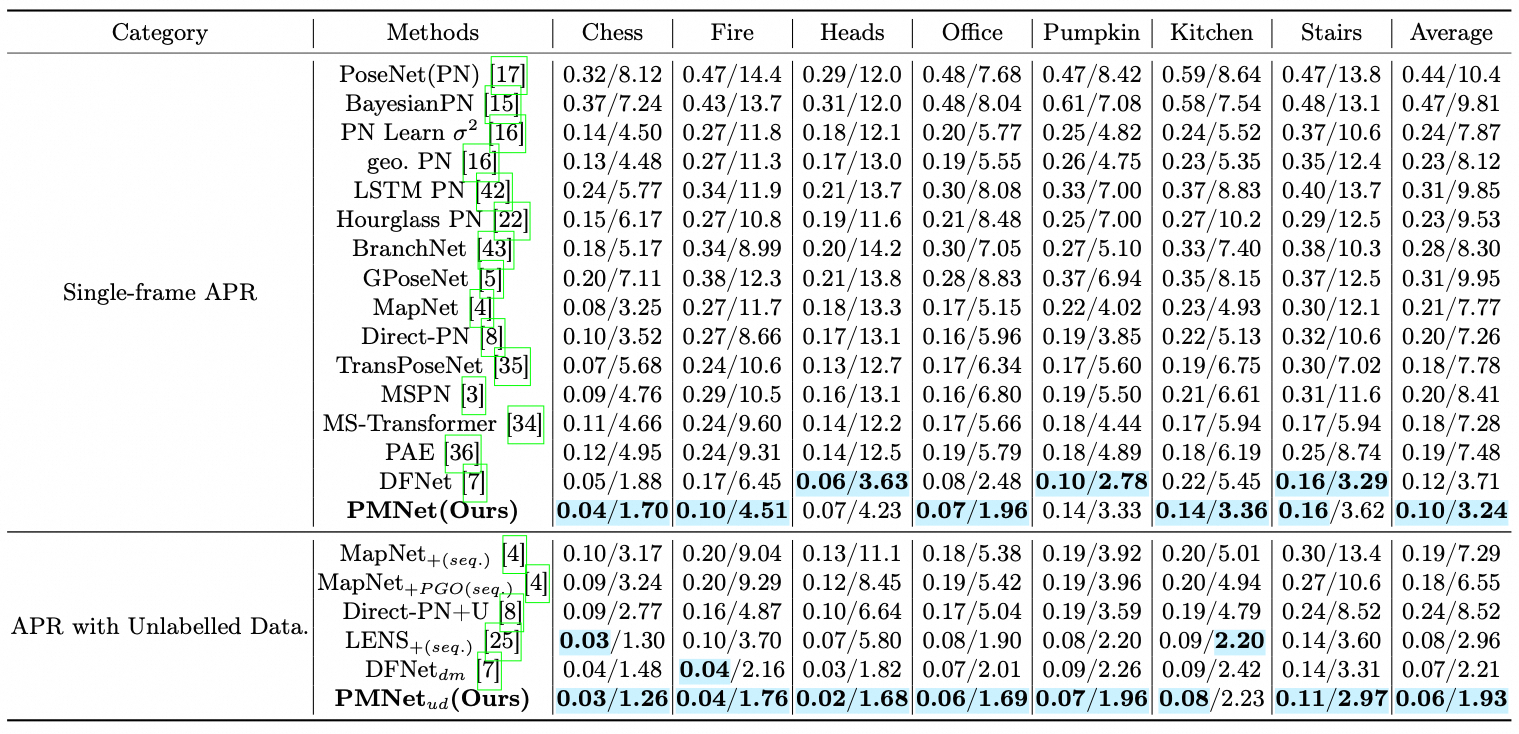 Category Methods Chess Fire Heads Office Pumpkin Kitchen Stairs Average
PoseNet(PN) [17] 0.32/8.12 0.47/14.4 0.29/12.0 0.48/7.68 0.47/8.42 0.59/8.64 0.47/13.8 0.44/10.4
BayesianPN [15] 0.37/7.24 0.43/13.7 0.31/12.0 0.48/8.04 0.61/7.08 0.58/7.54 0.48/13.1 0.47/9.81
PN Learn σ² [16] 0.14/4.50 0.27/11.8 0.18/12.1 0.20/5.77 0.25/4.82 0.24/5.52 0.37/10.6 0.24/7.87
geo. PN [16] 0.13/4.48 0.27/11.3 0.17/13.0 0.19/5.55 0.26/4.75 0.23/5.35 0.35/12.4 0.23/8.12
LSTM PN [42] 0.24/5.77 0.34/11.9 0.21/13.7 0.30/8.08 0.33/7.00 0.37/8.83 0.40/13.7 0.31/9.85
Hourglass PN [22] 0.15/6.17 0.27/10.8 0.19/11.6 0.21/8.48 0.25/7.00 0.27/10.2 0.29/12.5 0.23/9.53
BranchNet [43] 0.18/5.17 0.34/8.99 0.20/14.2 0.30/7.05 0.27/5.10 0.33/7.40 0.38/10.3 0.28/8.30
GPoseNet [5] 0.20/7.11 0.38/12.3 0.21/13.8 0.28/8.83 0.37/6.94 0.35/8.15 0.37/12.5 0.31/9.95
Single-frame APR
MapNet [4] 0.08/3.25 0.27/11.7 0.18/13.3 0.17/5.15 0.22/4.02 0.23/4.93 0.30/12.1 0.21/7.77
Direct-PN [8] 0.10/3.52 0.27/8.66 0.17/13.1 0.16/5.96 0.19/3.85 0.22/5.13 0.32/10.6 0.20/7.26
TransPoseNet [35] 0.07/5.68 0.24/10.6 0.13/12.7 0.17/6.34 0.17/5.60 0.19/6.75 0.30/7.02 0.18/7.78
MSPN [3] 0.09/4.76 0.29/10.5 0.16/13.1 0.16/6.80 0.19/5.50 0.21/6.61 0.31/11.6 0.20/8.41
MS-Transformer [34] 0.11/4.66 0.24/9.60 0.14/12.2 0.17/5.66 0.18/4.44 0.17/5.94 0.17/5.94 0.18/7.28
PAE [36] 0.12/4.95 0.24/9.31 0.14/12.5 0.19/5.79 0.18/4.89 0.18/6.19 0.25/8.74 0.19/7.48
DFNet [7] 0.05/1.88 0.17/6.45 0.06/3.63 0.08/2.48 0.10/2.78 0.22/5.45 0.16/3.29 0.12/3.71
PMNet(Ours) 0.04/1.70 0.10/4.51 0.07/4.23 0.07/1.96 0.14/3.33 0.14/3.36 0.16/3.62 0.10/3.24
MapNet+(seq.) [4] 0.10/3.17 0.20/9.04 0.13/11.1 0.18/5.38 0.19/3.92 0.20/5.01 0.30/13.4 0.19/7.29
MapNet+PGO(seq.) [4] 0.09/3.24 0.20/9.29 0.12/8.45 0.19/5.42 0.19/3.96 0.20/4.94 0.27/10.6 0.18/6.55
Direct-PN+U [8] 0.09/2.77 0.16/4.87 0.10/6.64 0.17/5.04 0.19/3.59 0.19/4.79 0.24/8.52 0.24/8.52
APR with Unlabelled Data.
LENS+(seq.) [25] 0.03/1.30 0.10/3.70 0.07/5.80 0.08/1.90 0.08/2.20 0.09/2.20 0.14/3.60 0.08/2.96
DFNetdm [7] 0.04/1.48 0.04/2.16 0.03/1.82 0.07/2.01 0.09/2.26 0.09/2.42 0.14/3.31 0.07/2.21
PMNetud(Ours) 0.03/1.26 0.04/1.76 0.02/1.68 0.06/1.69 0.07/1.96 0.08/2.23 0.11/2.97 0.06/1.93